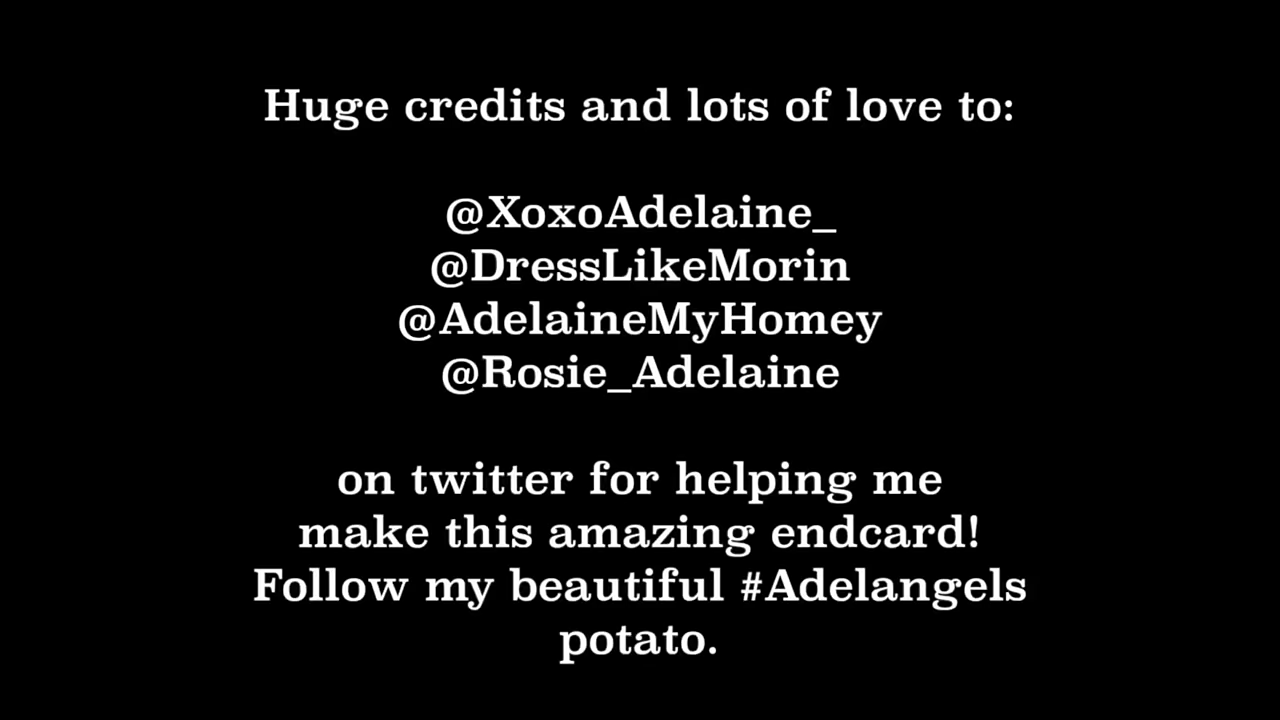 Huge credits and lots of love to:
@XoxoAdelaine_
@DressLikeMorin
@AdelaineMyHomey
@Rosie_Adelaine
on twitter for helping me
make this amazing endcard!
Follow my beautiful #Adelangels
potato.